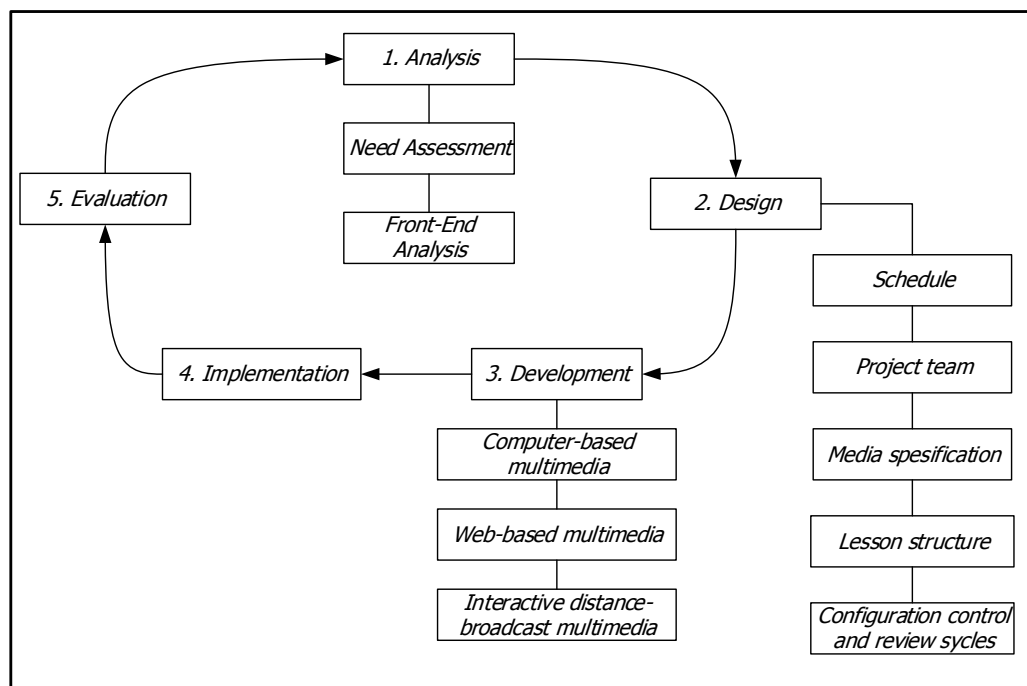 1. Analysis
Need Assessment
Front-End
Analysis
5. Evaluation
2. Design
Schedule
Project team
Media spesification
Lesson structure
Configuration control
and review sycles
4. Implementation
3. Development
Computer-based
multimedia
Web-based multimedia
Interactive distance-
broadcast multimedia